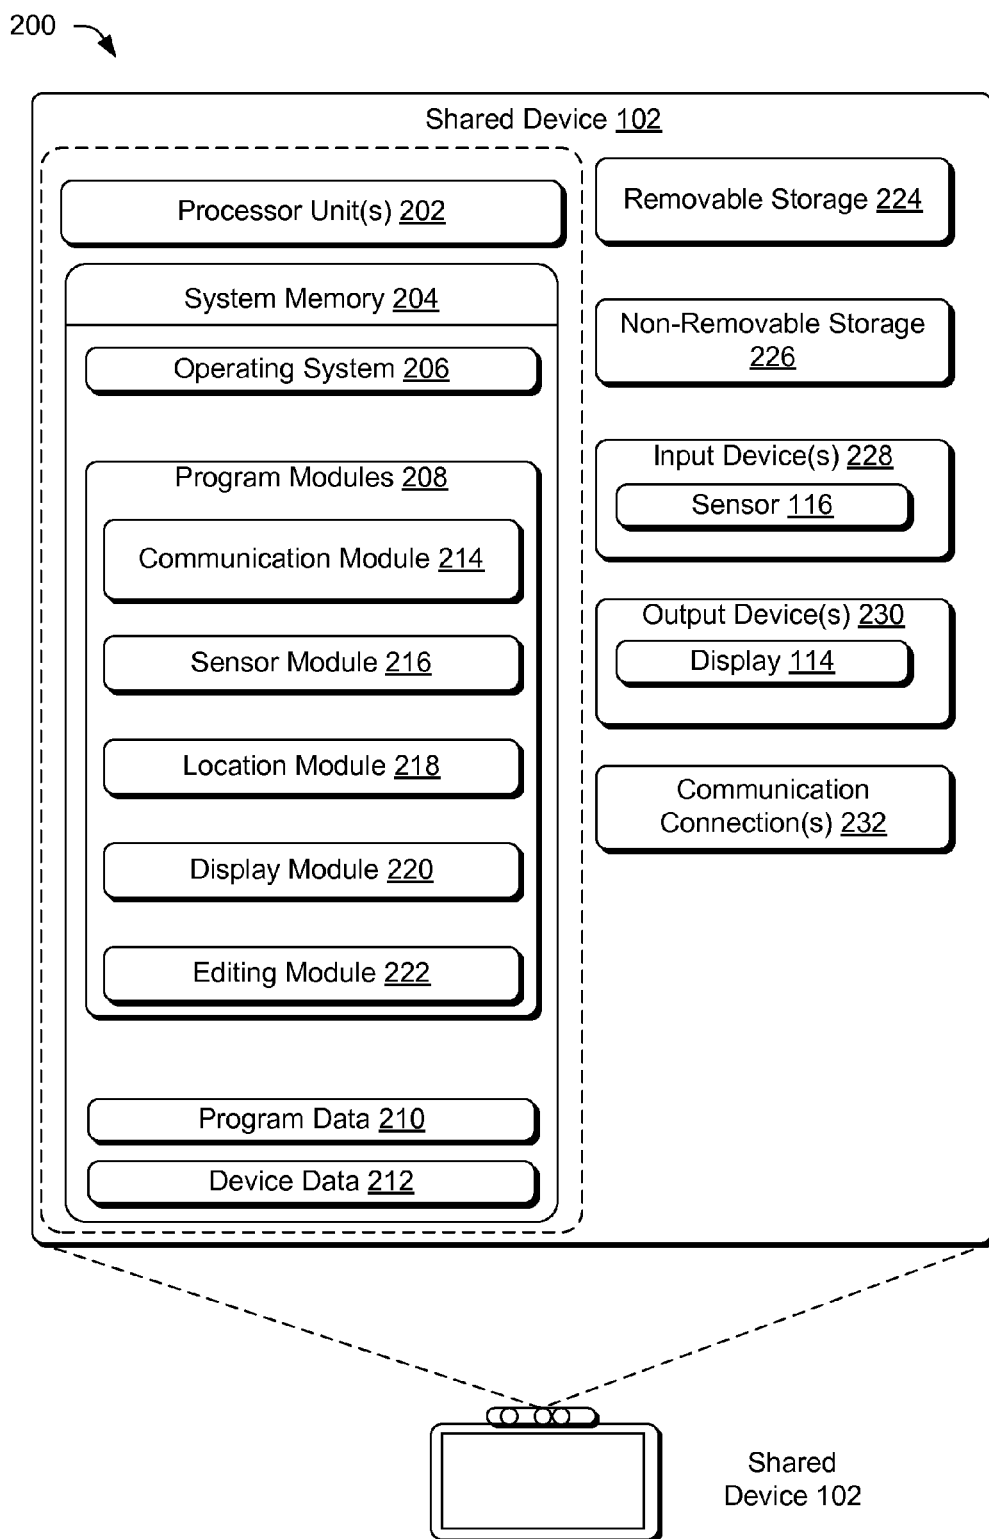 200
Shared Device 102
Processor Unit(s) 202
System Memory 204
Operating System 206
Program Modules 208
Communication Module 214
Sensor Module 216
Location Module 218
Display Module 220
Editing Module 222
Program Data 210
Device Data 212
Removable Storage 224
Non-Removable Storage
226
Input Device(s) 228
Sensor 116
Output Device(s) 230
Display 114
Communication
Connection(s) 232
Shared
Device 102